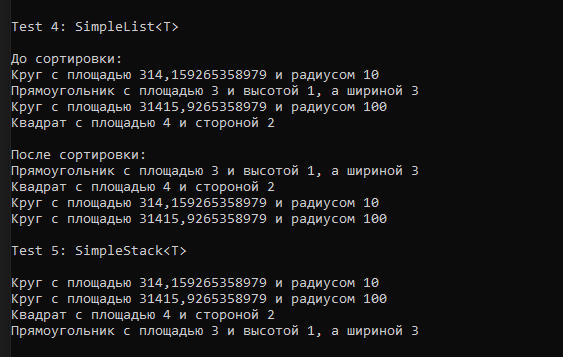 Test 4: SimpleList<T>
До сортировки:
Круг с площадью 314,159265358979 и радиусом 10
Прямоугольник с площадью 3 и высотой 1, а шириной 3
Круг с площадью 31415,9265358979 и радиусом 100
Квадрат с площадью 4 и стороной 2
После сортировки:
Прямоугольник с площадью 3 и высотой 1, а шириной 3
Квадрат с площадью 4 и стороной 2
Круг с площадью 314,159265358979 и радиусом 10
Круг с площадью 31415,9265358979 и радиусом 100
Test 5: SimpleStack<T>
Круг с площадью 314,159265358979 и радиусом 10
Круг с площадью 31415,9265358979 и радиусом 100
Квадрат с площадью 4 и стороной 2
Прямоугольник с площадью 3 и высотой 1, а шириной 3